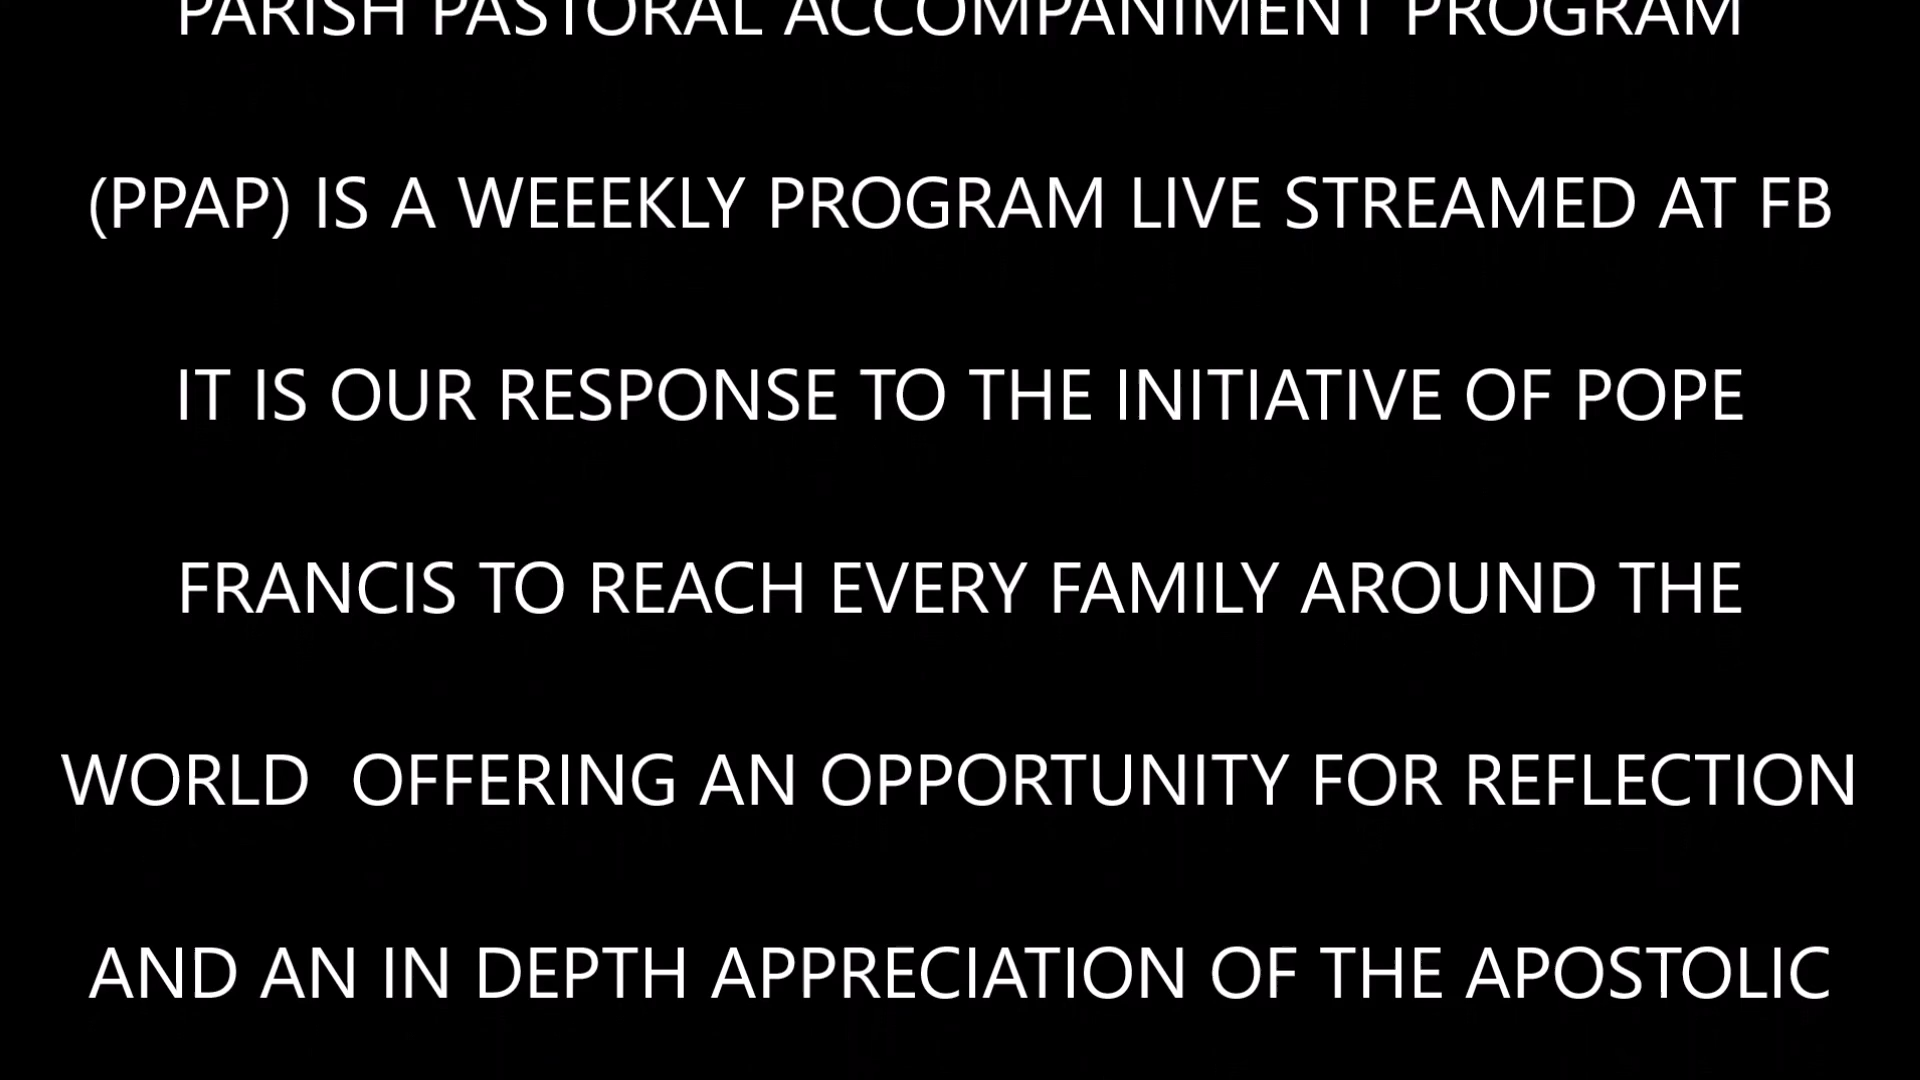 PARISH PASTORAL ACCOMPANIMENT PROGRAM
(PPAP) IS A WEEEKLY PROGRAM LIVE STREAMED AT FB
IT IS OUR RESPONSE TO THE INITIATIVE OF POPE
FRANCIS TO REACH EVERY FAMILY AROUND THE
WORLD  OFFERING AN OPPORTUNITY FOR REFLECTION
AND AN IN DEPTH APPRECIATION OF THE APOSTOLIC